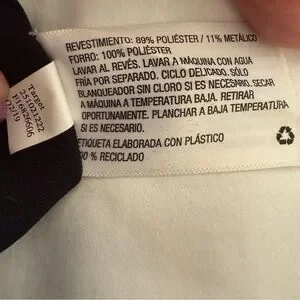 REVESTIMIENTO: 89% POLIÉSTER / 11% METÁLICO
FORRO: 100% POLIÉSTER
LAVAR AL REVÉS. LAVAR A MÁQUINA CON AGUA
FRÍA POR SEPARADO. CICLO DELICADO. SÓLO
BLANQUEADOR SIN CLORO SI ES NECESARIO. SECAR
A MÁQUINA A TEMPERATURA BAJA. RETIRAR
OPORTUNAMENTE. PLANCHAR A BAJA TEMPERATURA
SI ES NECESARIO.
ETIQUETA ELABORADA CON PLÁSTICO
% RECICLADO
Target